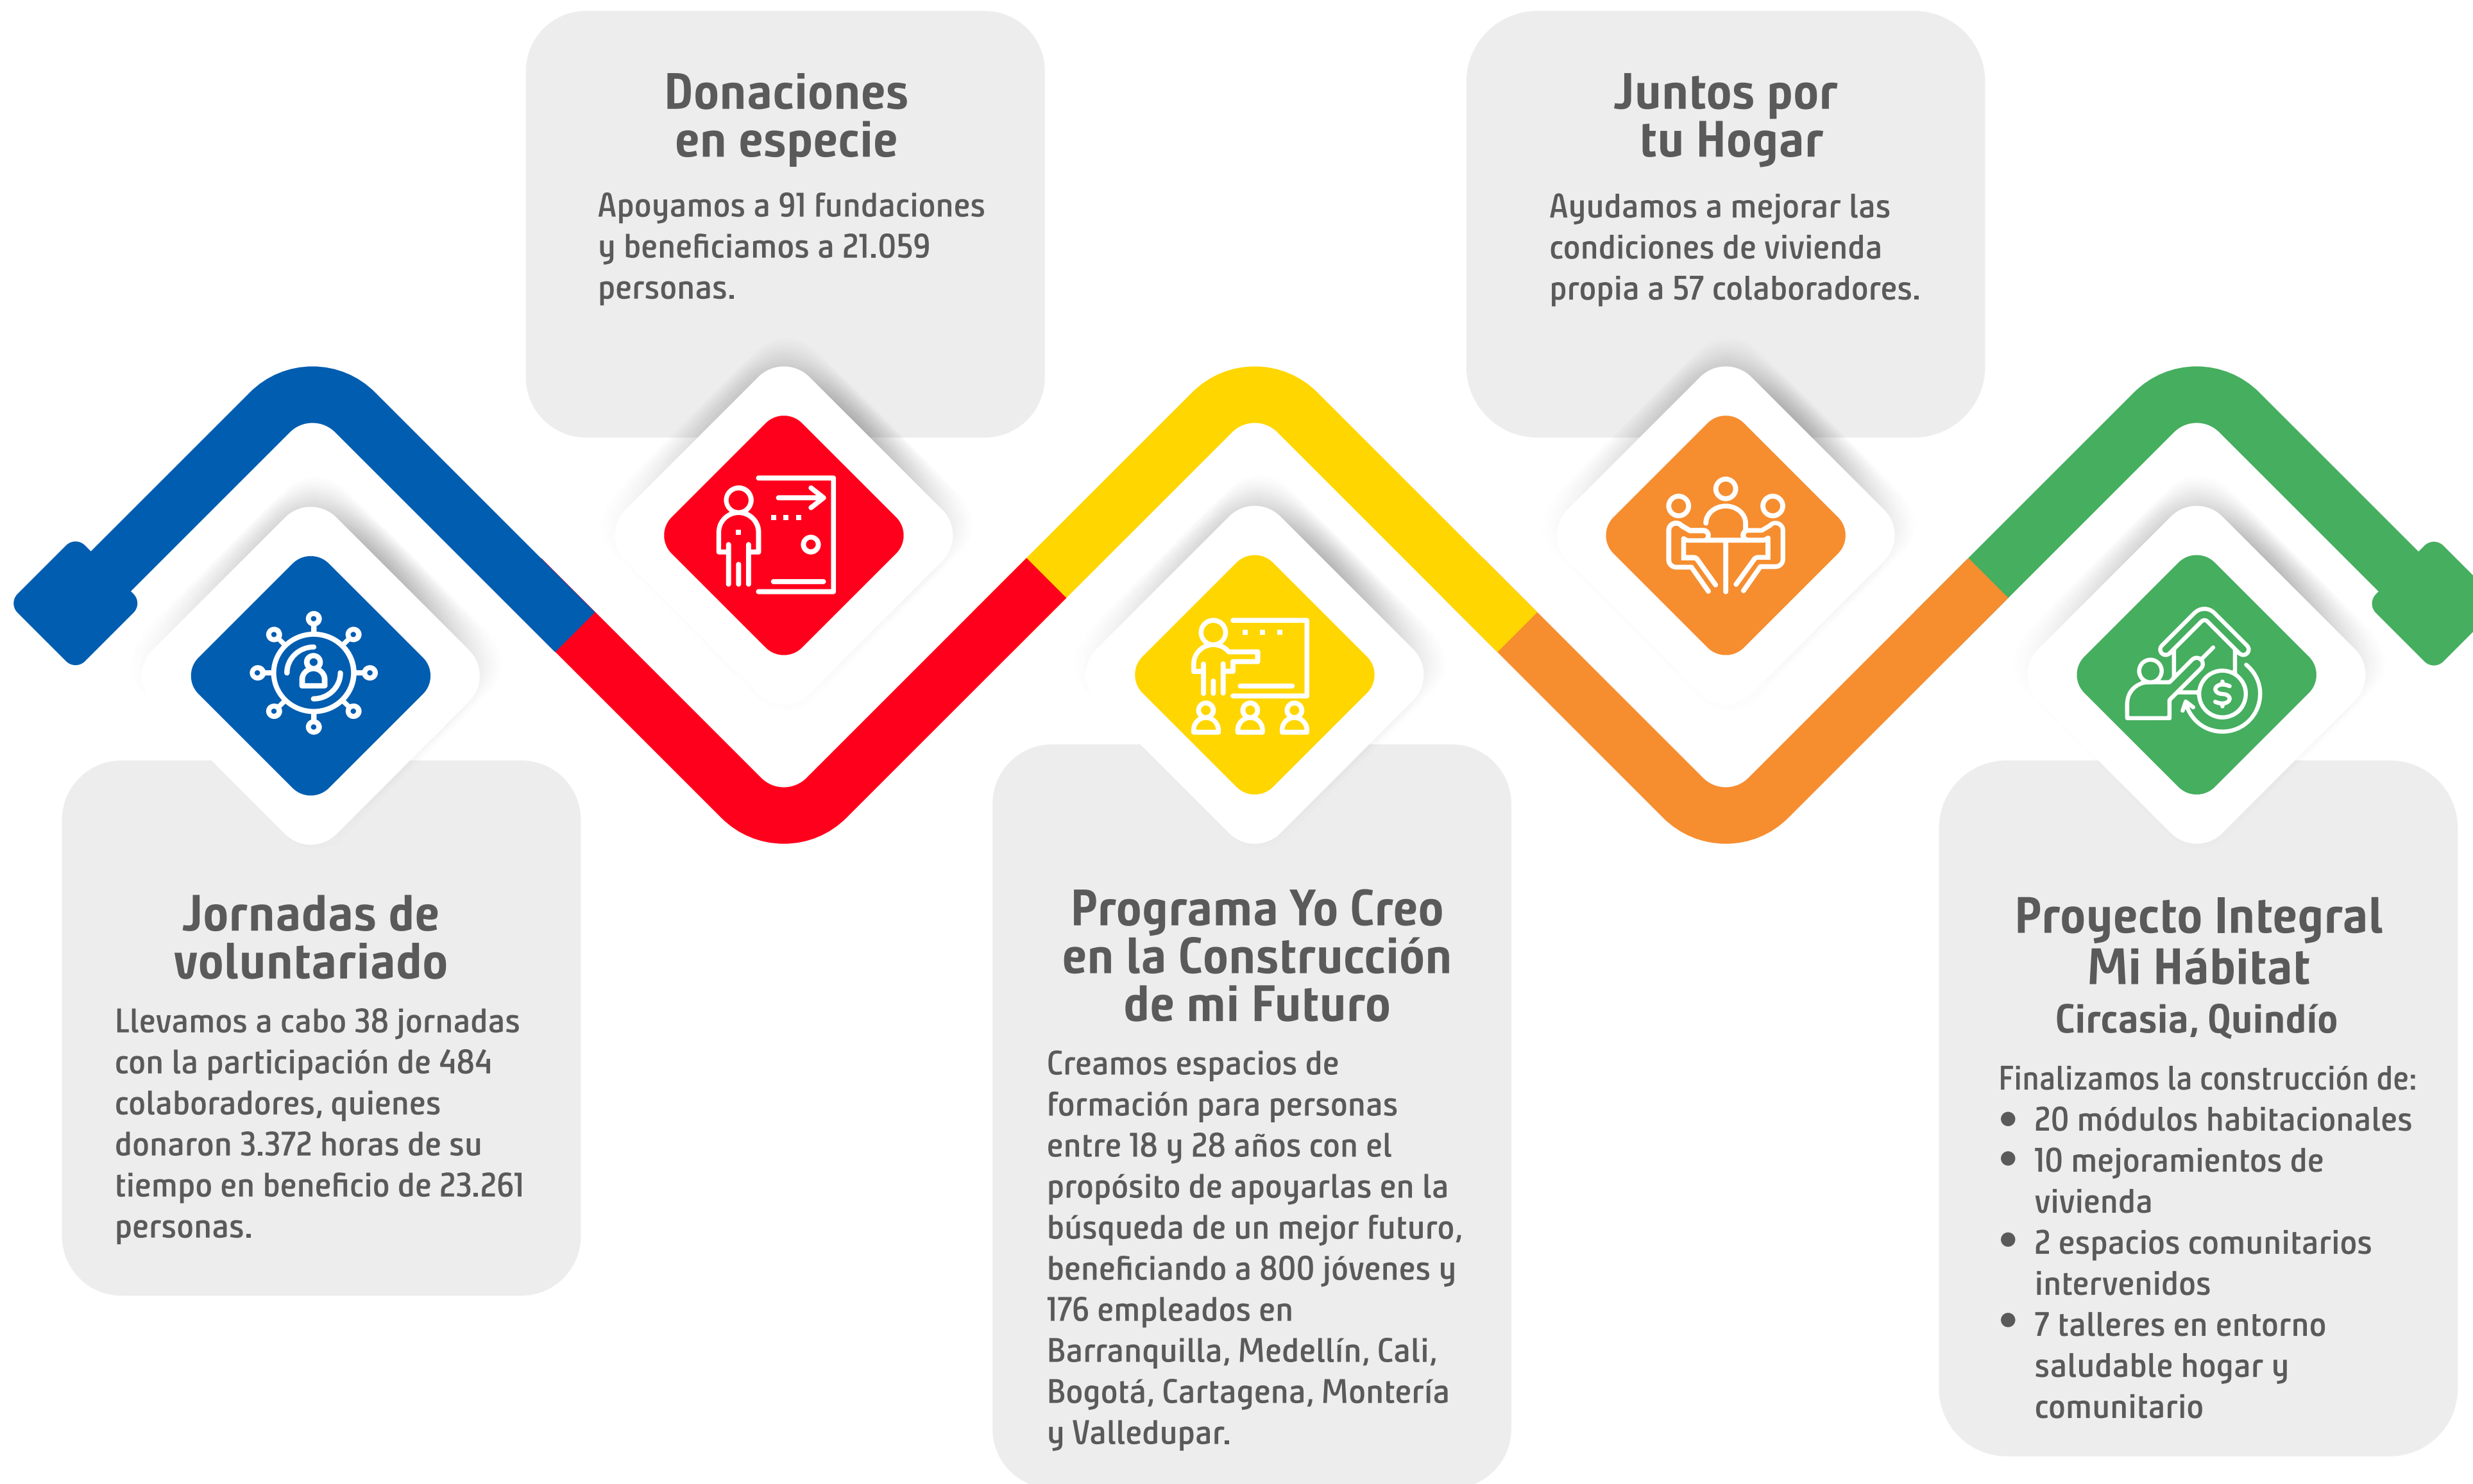 Donaciones
en especie
Apoyamos a 91 fundaciones
y beneficiamos a 21.059
personas.
Juntos por
tu Hogar
Ayudamos a mejorar las
condiciones de vivienda
propia a 57 colaboradores.
Jornadas de
voluntariado
Llevamos a cabo 38 jornadas
con la participación de 484
colaboradores, quienes
donaron 3.372 horas de su
tiempo en beneficio de 23.261
personas.
Programa Yo Creo
en la Construcción
de mi Futuro
Creamos espacios de
formación para personas
entre 18 y 28 años con el
propósito de apoyarlas en la
búsqueda de un mejor futuro,
beneficiando a 800 jóvenes y
176 empleados en
Barranquilla, Medellín, Cali,
Bogotá, Cartagena, Montería
y Valledupar.
Proyecto Integral
Mi Hábitat
Circasia, Quindío
Finalizamos la construcción de:
• 20 módulos habitacionales
• 10 mejoramientos de
vivienda
• 2 espacios comunitarios
intervenidos
• 7 talleres en entorno
saludable hogar y
comunitario
$